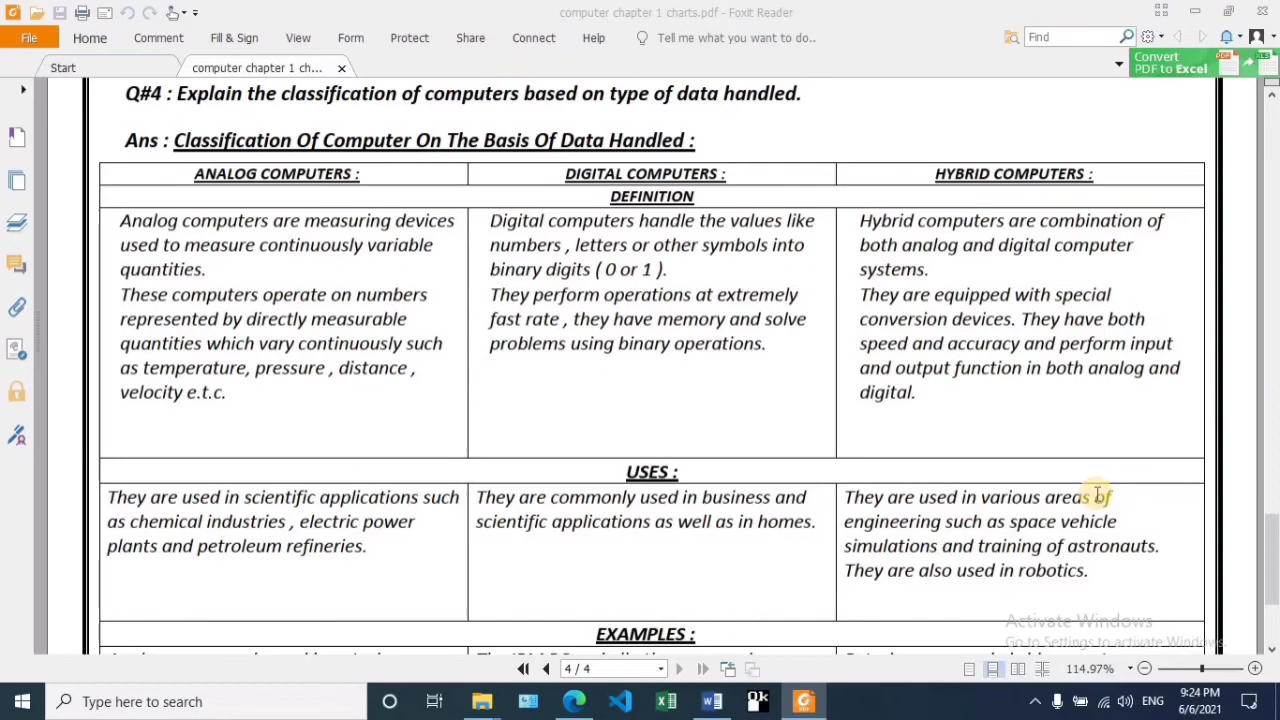 computer chapter 1 charts.pdf - Foxit Reader
File Home Comment Fill & Sign View Form Protect Share Connect Help Tell me what you want to do.. Find
Start computer chapter 1 ch... Convert
PDF to Excel
Q#4 : Explain the classification of computers based on type of data handled.
Ans : Classification Of Computer On The Basis Of Data Handled :
ANALOG COMPUTERS : DIGITAL COMPUTERS : HYBRID COMPUTERS :
DEFINITION
Analog computers are measuring devices
used to measure continuously variable
quantities.
These computers operate on numbers
represented by directly measurable
quantities which vary continuously such
as temperature, pressure , distance ,
velocity e.t.c.
Digital computers handle the values like
numbers , letters or other symbols into
binary digits ( 0 or 1 ).
They perform operations at extremely
fast rate , they have memory and solve
problems using binary operations.
Hybrid computers are combination of
both analog and digital computer
systems.
They are equipped with special
conversion devices. They have both
speed and accuracy and perform input
and output function in both analog and
digital.
USES :
They are used in scientific applications such
as chemical industries , electric power
plants and petroleum refineries.
They are commonly used in business and
scientific applications as well as in homes.
They are used in various areas of
engineering such as space vehicle
simulations and training of astronauts.
They are also used in robotics.
EXAMPLES :
Activate Windows
Go to Settings to activate Windows.
4 / 4 114.97%
Type here to search
ENG
9:24 PM
6/6/2021